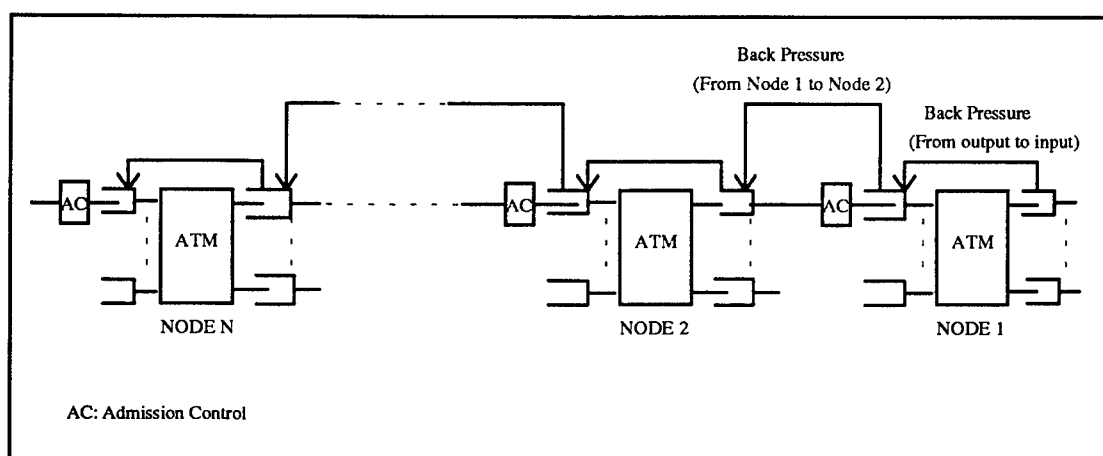 Back Pressure
(From Node 1 to Node 2)
Back Pressure
(From output to input)
AC
ATM
NODE N
AC
ATM
NODE 2
AC
ATM
NODE 1
AC: Admission Control